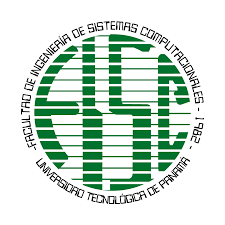 FACULTAD DE INGENIERÍA DE SISTEMAS COMPUTACIONALES - 1982 -
UNIVERSIDAD TECNOLÓGICA DE PANAMÁ
FISC